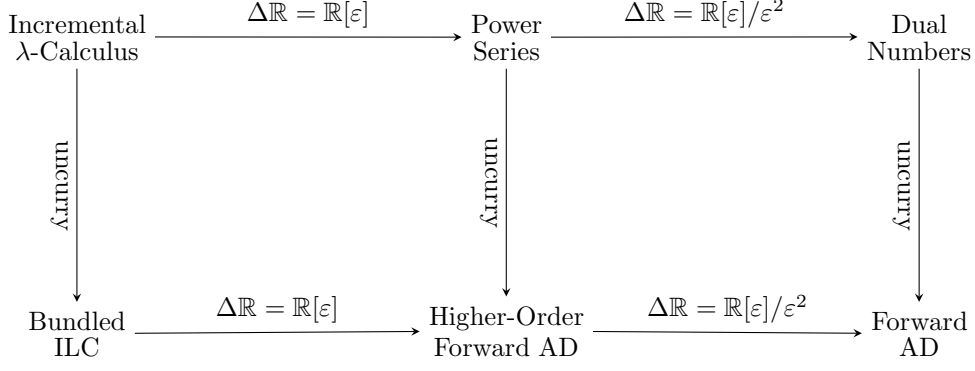 Incremental
λ-Calculus
Δℝ = ℝ[ε]
Power
Series
Δℝ = ℝ[ε]/ε²
Dual
Numbers
uncurry
uncurry
uncurry
Bundled
ILC
Δℝ = ℝ[ε]
Higher-Order
Forward AD
Δℝ = ℝ[ε]/ε²
Forward
AD